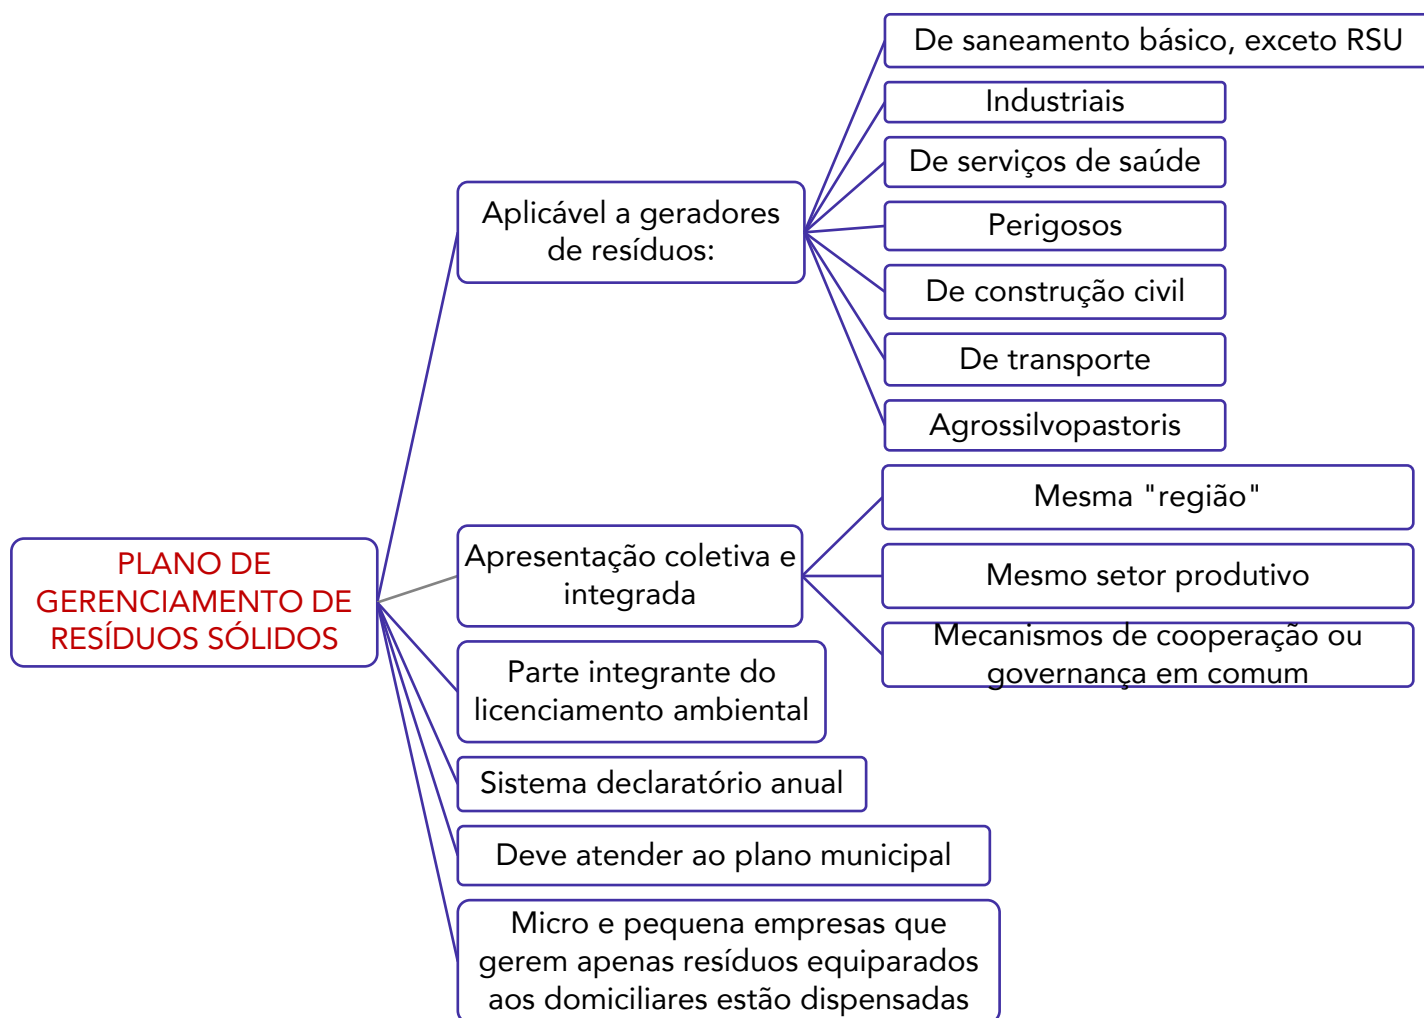 De saneamento básico, exceto RSU
Industriais
De serviços de saúde
Aplicável a geradores
de resíduos:
Perigosos
De construção civil
De transporte
Agrossilvopastoris
Mesma "região"
PLANO DE
GERENCIAMENTO DE
RESÍDUOS SÓLIDOS
Apresentação coletiva e
integrada
Mesmo setor produtivo
Mecanismos de cooperação ou
governança em comum
Parte integrante do
licenciamento ambiental
Sistema declaratório anual
Deve atender ao plano municipal
Micro e pequena empresas que
gerem apenas resíduos equiparados
aos domiciliares estão dispensadas